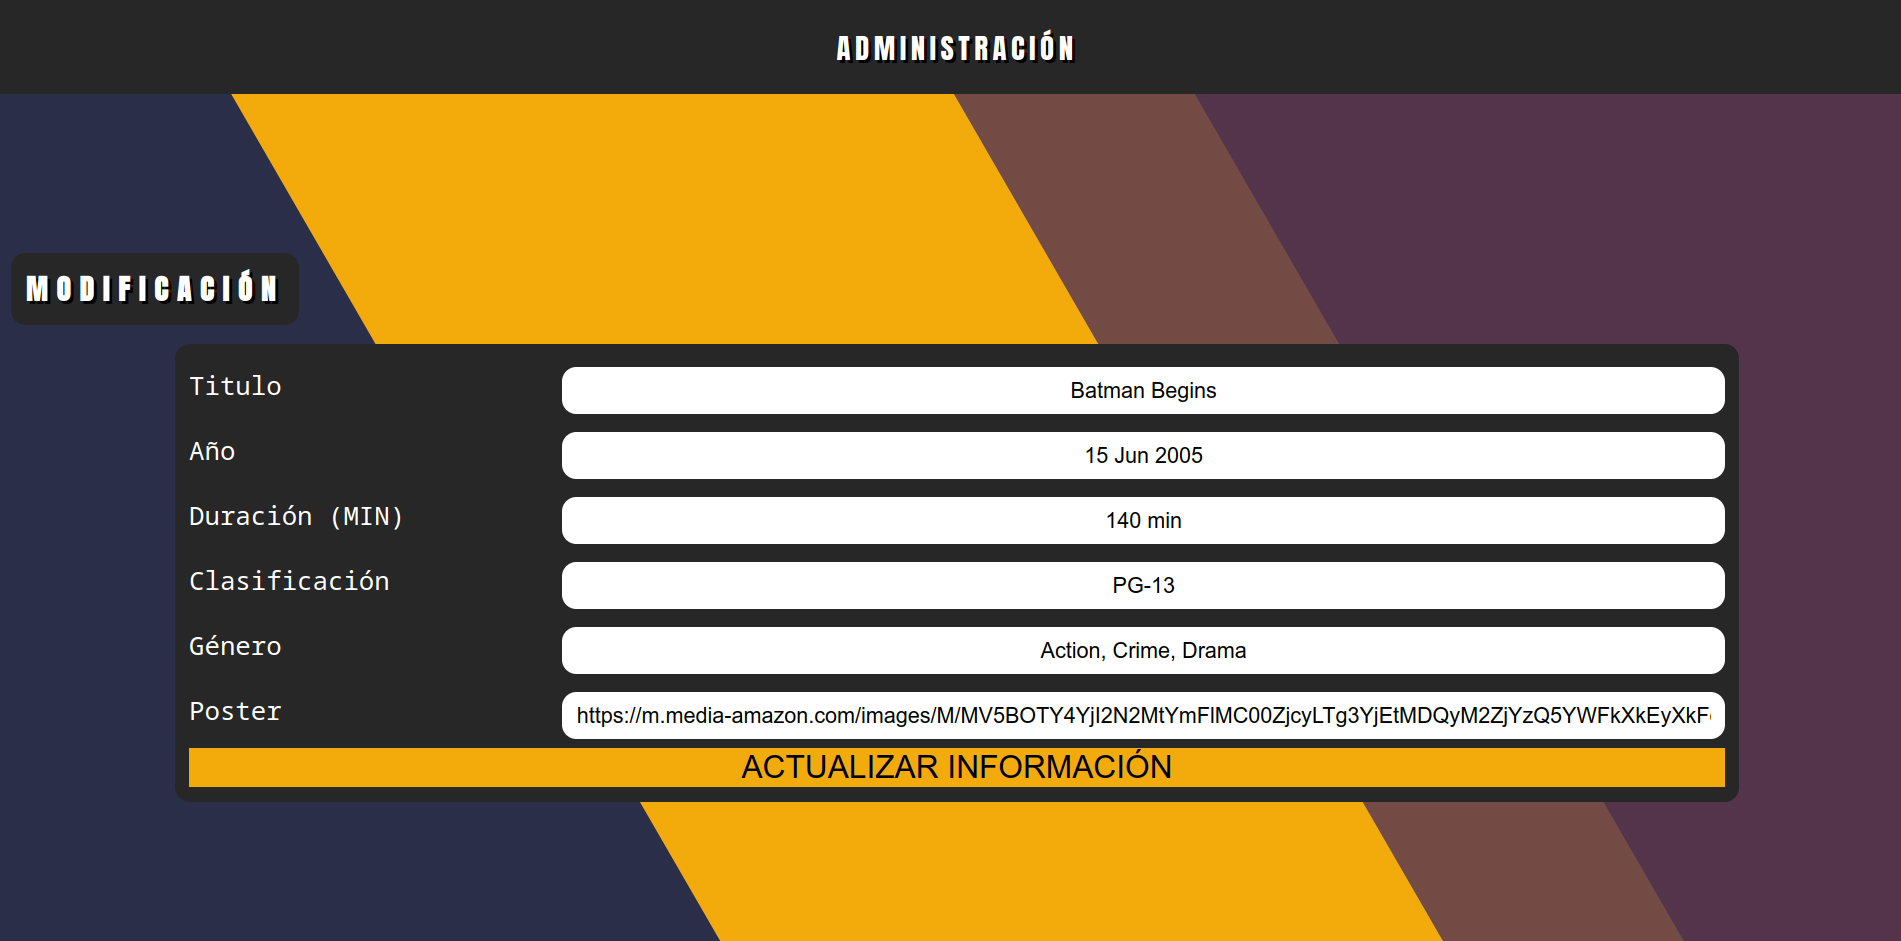 ADMINISTRACIÓN
MODIFICACIÓN
Titulo Batman Begins
Año 15 Jun 2005
Duración (MIN) 140 min
Clasificación PG-13
Género Action, Crime, Drama
Poster https://m.media-amazon.com/images/M/MV5BOTY4YjI2N2MtYmFlMC00ZjcyLTg3YjEtMDQyM2ZjYzQ5YWFkXkEyXkF
ACTUALIZAR INFORMACIÓN